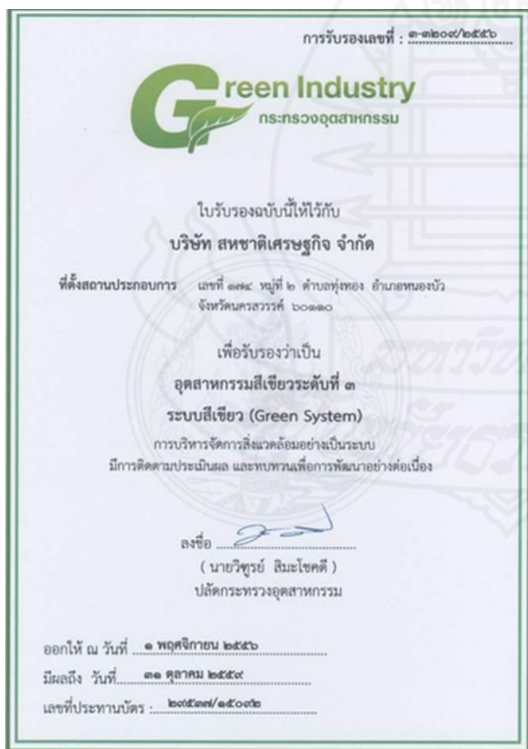 การรับรองเลขที่ : ๓-๓๒๐๙/๒๕๕๖
Green Industry
กระทรวงอุตสาหกรรม
ใบรับรองฉบับนี้ให้ไว้กับ
บริษัท สหชาติเศรษฐกิจ จำกัด
ที่ตั้งสถานประกอบการ เลขที่ ๑๗๔ หมู่ที่ ๒ ตำบลทุ่งทอง อำเภอหนองบัว
จังหวัดนครสวรรค์ ๖๐๑๑๐
เพื่อรับรองว่าเป็น
อุตสาหกรรมสีเขียวระดับที่ ๓
ระบบสีเขียว (Green System)
การบริหารจัดการสิ่งแวดล้อมอย่างเป็นระบบ
มีการติดตามประเมินผล และทบทวนเพื่อการพัฒนาอย่างต่อเนื่อง
ลงชื่อ
( นายวิฑูรย์ สิมะโชคดี )
ปลัดกระทรวงอุตสาหกรรม
ออกให้ ณ วันที่ ๑ พฤศจิกายน ๒๕๕๖
มีผลถึง วันที่ ๓๑ ตุลาคม ๒๕๕๙
เลขที่ประทานบัตร :